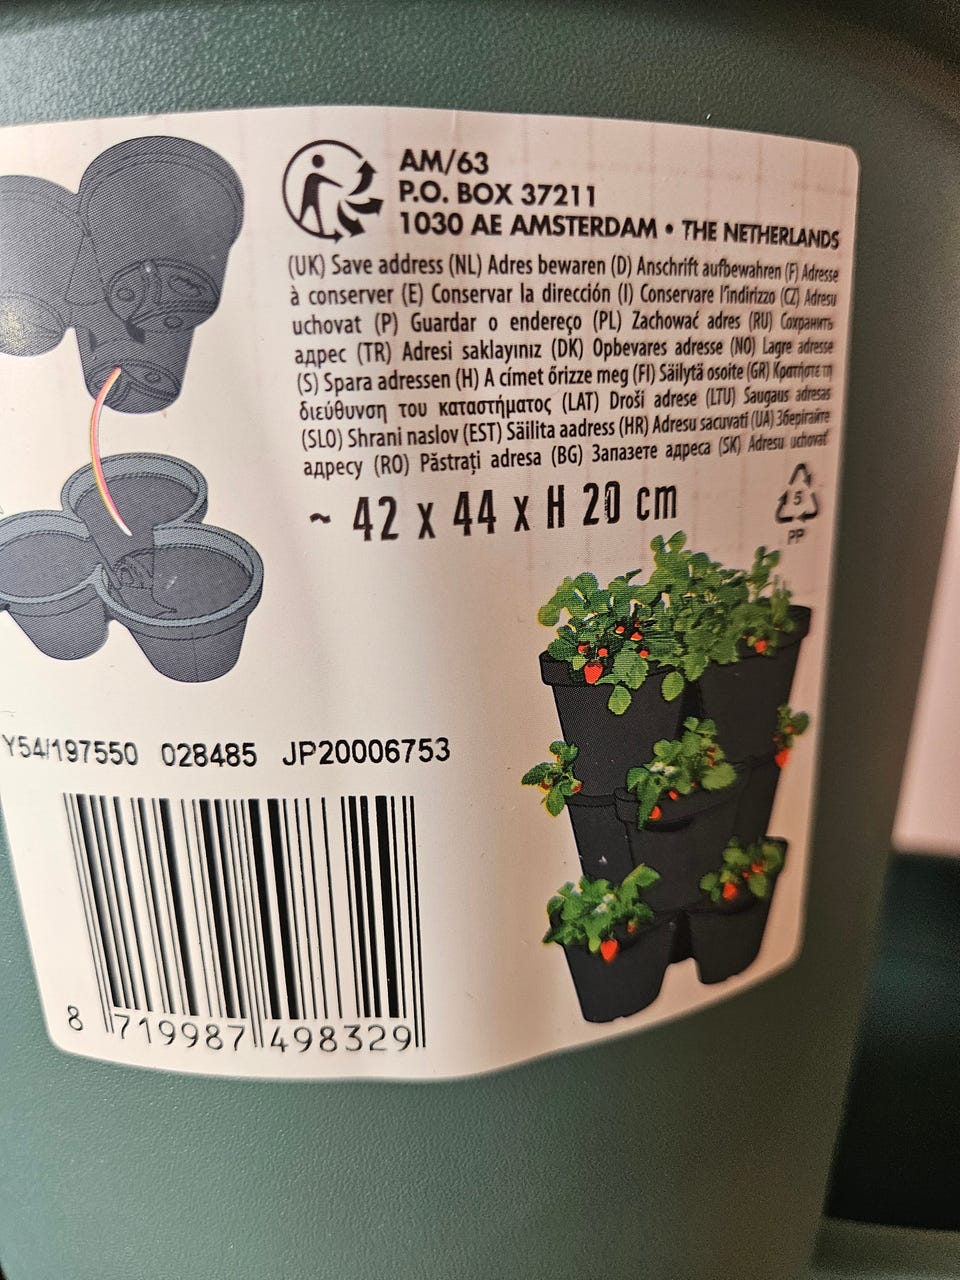 AM/63
P.O. BOX 37211
1030 AE AMSTERDAM • THE NETHERLANDS
(UK) Save address (NL) Adres bewaren (D) Anschrift aufbewahren (F) Adresse
à conserver (E) Conservar la dirección (I) Conservare l'indirizzo (CZ) Adresu
uchovat (P) Guardar o endereço (PL) Zachować adres (RU) Сохранить
адрес (TR) Adresi saklayınız (DK) Opbevares adresse (NO) Lagre adresse
(S) Spara adressen (H) A címet őrizze meg (FI) Säilytä osoite (GR) Κρατήστε τη
διεύθυνση του καταστήματος (LAT) Droši adrese (LTU) Saugaus adresas
(SLO) Shrani naslov (EST) Säilita aadress (HR) Adresu sacuvati (UA) Зберігайте
адресу (RO) Păstrați adresa (BG) Запазете адреса (SK) Adresu uchovať
~ 42 x 44 x H 20 cm
5
PP
Y54/197550 028485 JP20006753
8 719987 498329